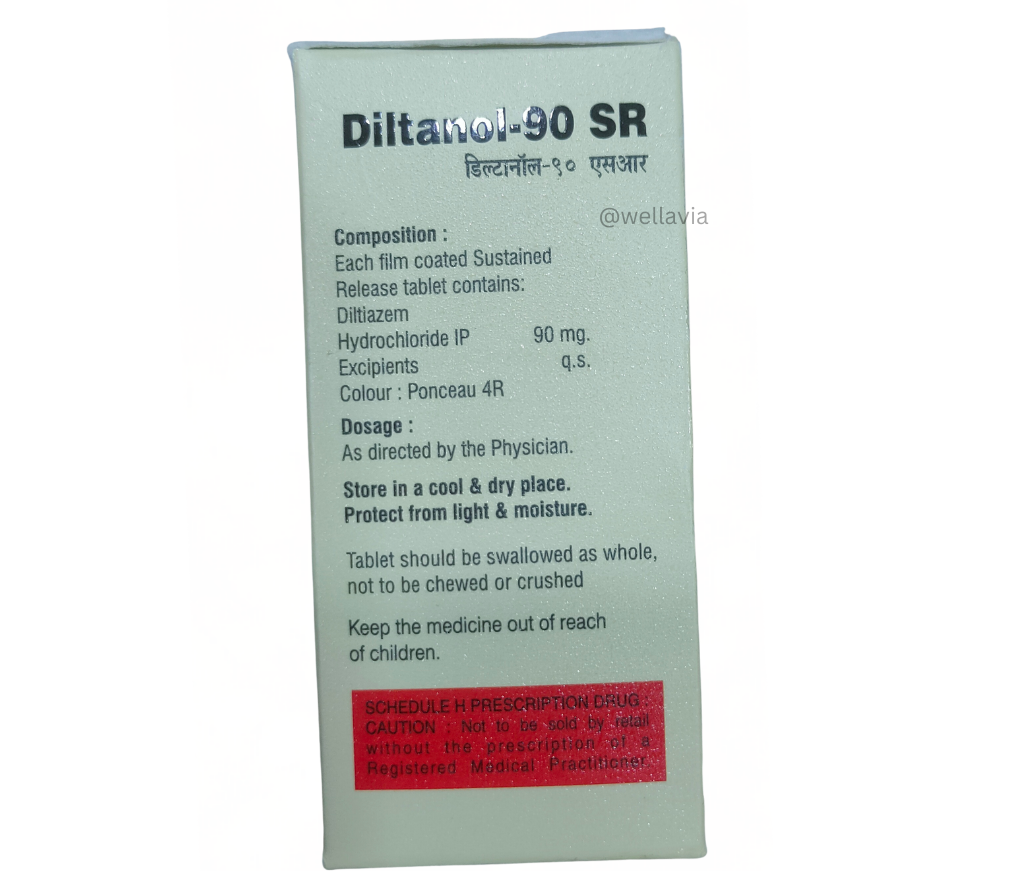 Diltanol-90 SR
डिल्टानॉल-९० एसआर
@wellavia
Composition :
Each film coated Sustained
Release tablet contains:
Diltiazem
Hydrochloride IP 90 mg.
Excipients q.s.
Colour : Ponceau 4R
Dosage :
As directed by the Physician.
Store in a cool & dry place.
Protect from light & moisture.
Tablet should be swallowed as whole,
not to be chewed or crushed
Keep the medicine out of reach
of children.
SCHEDULE H PRESCRIPTION DRUG :
CAUTION : Not to be sold by retail
without the prescription of a
Registered Medical Practitioner